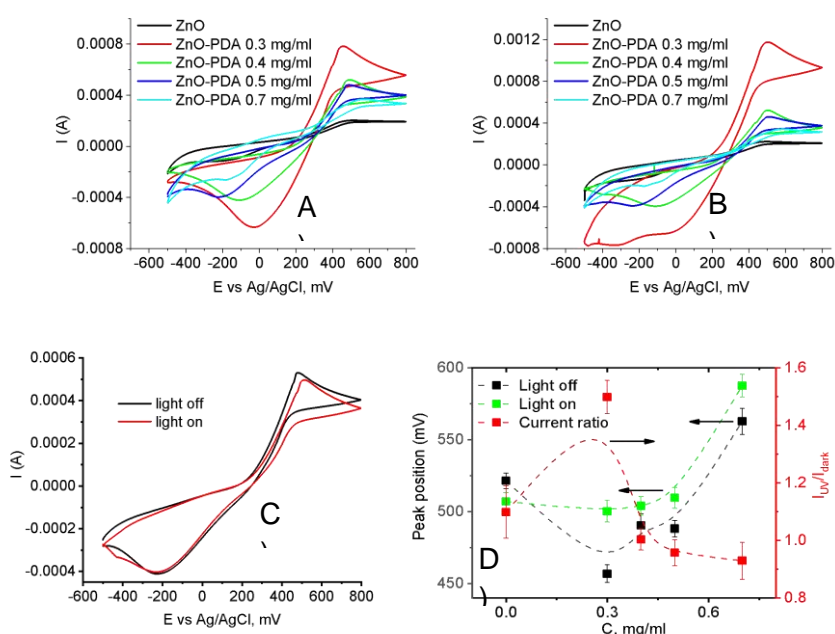 ZnO
ZnO-PDA 0.3 mg/ml
ZnO-PDA 0.4 mg/ml
ZnO-PDA 0.5 mg/ml
ZnO-PDA 0.7 mg/ml
0.0008
0.0004
0.0000
-0.0004
-0.0008
I (A)
A
)
-600 -400 -200 0 200 400 600 800
E vs Ag/AgCl, mV
ZnO
ZnO-PDA 0.3 mg/ml
ZnO-PDA 0.4 mg/ml
ZnO-PDA 0.5 mg/ml
ZnO-PDA 0.7 mg/ml
0.0012
0.0008
0.0004
0.0000
-0.0004
-0.0008
I (A)
B
)
-600 -400 -200 0 200 400 600 800
E vs Ag/AgCl, mV
0.0006
0.0004
0.0002
0.0000
-0.0002
-0.0004
I (A)
light off
light on
C
)
-600 -400 -200 0 200 400 600 800
E vs Ag/AgCl, mV
600
550
500
450
Peak position (mV)
Light off
Light on
Current ratio
1.6
1.4
1.2
1.0
0.8
I_UV/I_dark
D
)
0.0 0.3 0.6
C, mg/ml